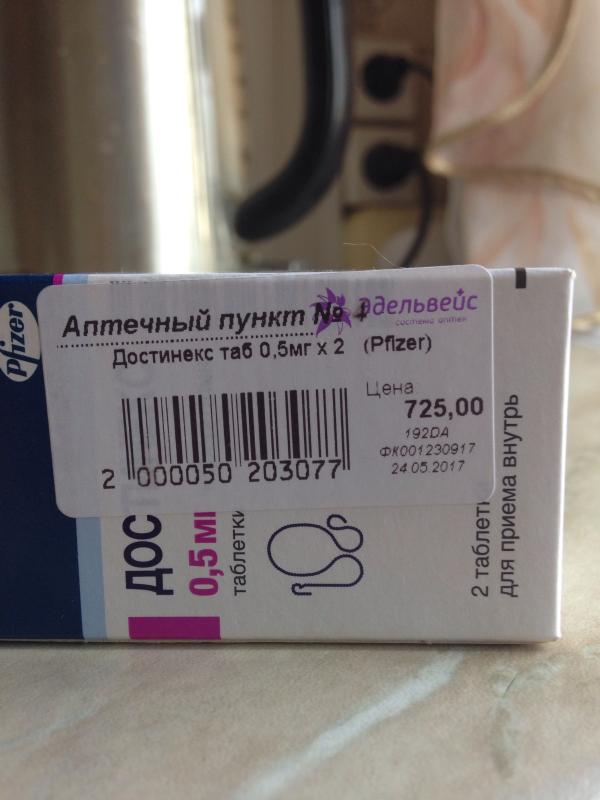 Pfizer
Аптечный пункт № 1
Эдельвейс
система аптек
Достинекс таб 0,5мг x 2 (Pfizer)
Цена
725,00
192DA
ФК001230917
24.05.2017
2 000050 203077
ДОС
0,5 мг
таблетки
2 таблетки
для приема внутрь